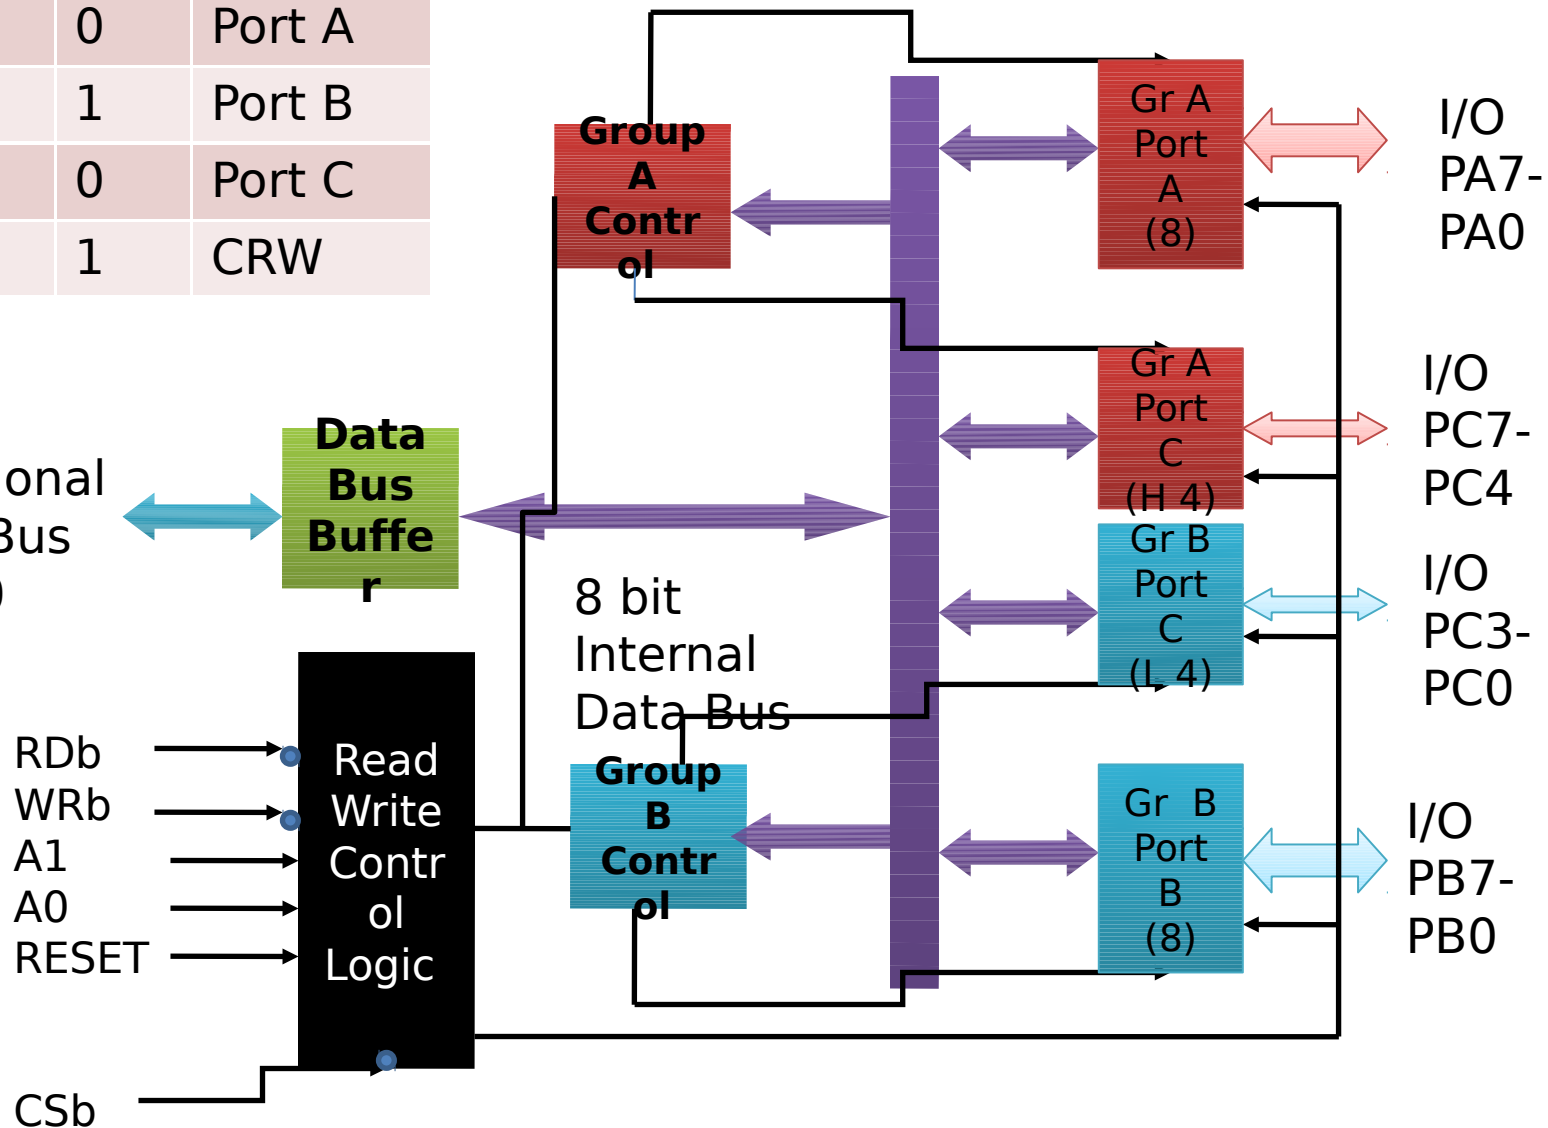 0 Port A
1 Port B
0 Port C
1 CRW
Group
A
Contr
ol
Gr A
Port
A
(8)
I/O
PA7-
PA0
Gr A
Port
C
(H 4)
I/O
PC7-
PC4
onal
Bus
)
Data
Bus
Buffe
r
8 bit
Internal
Data Bus
Gr B
Port
C
(L 4)
I/O
PC3-
PC0
RDb
WRb
A1
A0
RESET
CSb
Read
Write
Contr
ol
Logic
Group
B
Contr
ol
Gr B
Port
B
(8)
I/O
PB7-
PB0